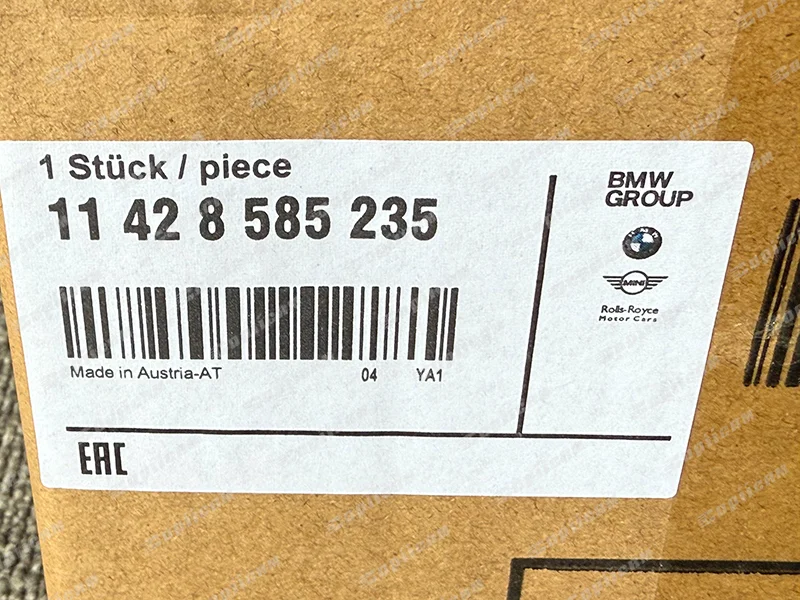 1 Stück / piece
11 42 8 585 235
Made in Austria-AT 04 YA1
EAC
BMW
GROUP
MINI
Rolls-Royce
Motor Cars